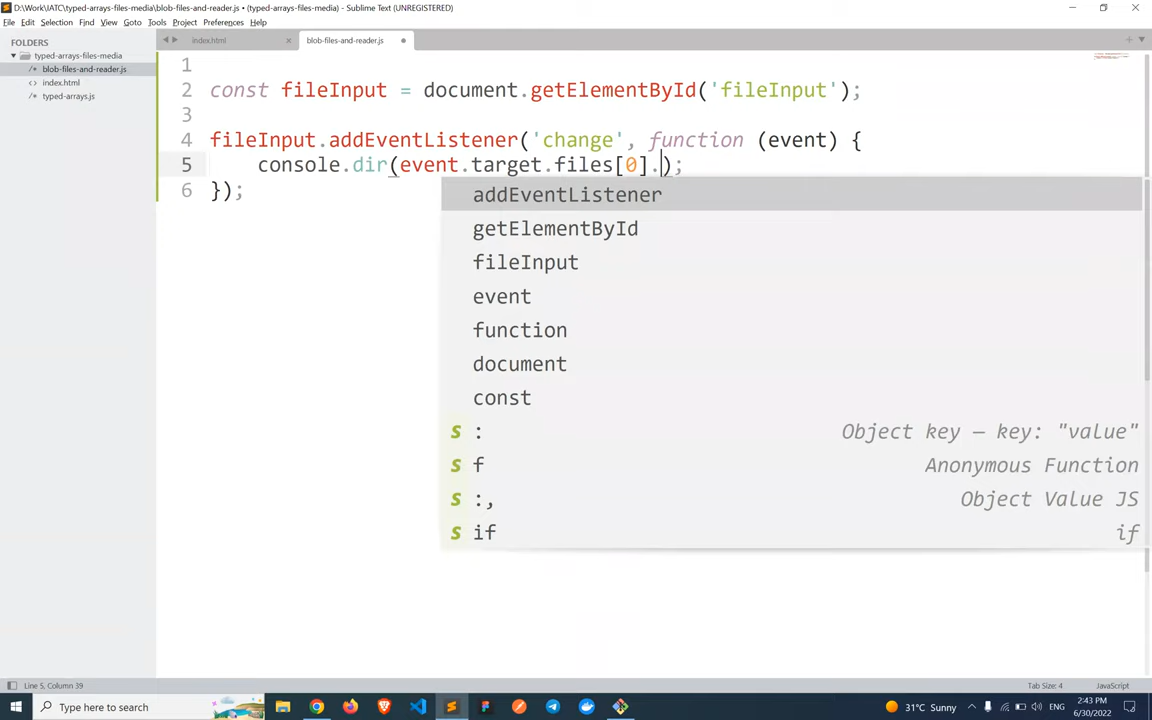 D:\Work\IATC\typed-arrays-files-media\blob-files-and-reader.js • (typed-arrays-files-media) - Sublime Text (UNREGISTERED)
File Edit Selection Find View Goto Tools Project Preferences Help
FOLDERS
typed-arrays-files-media
/* blob-files-and-reader.js
<> index.html
/* typed-arrays.js
index.html
blob-files-and-reader.js
1
2 const fileInput = document.getElementById('fileInput');
3
4 fileInput.addEventListener('change', function (event) {
5 console.dir(event.target.files[0].);
6 });
addEventListener
getElementById
fileInput
event
function
document
const
s : Object key — key: "value"
s f Anonymous Function
s :, Object Value JS
s if if
Line 5, Column 39
Tab Size: 4
JavaScript
Type here to search
31°C Sunny
ENG
2:43 PM
6/30/2022